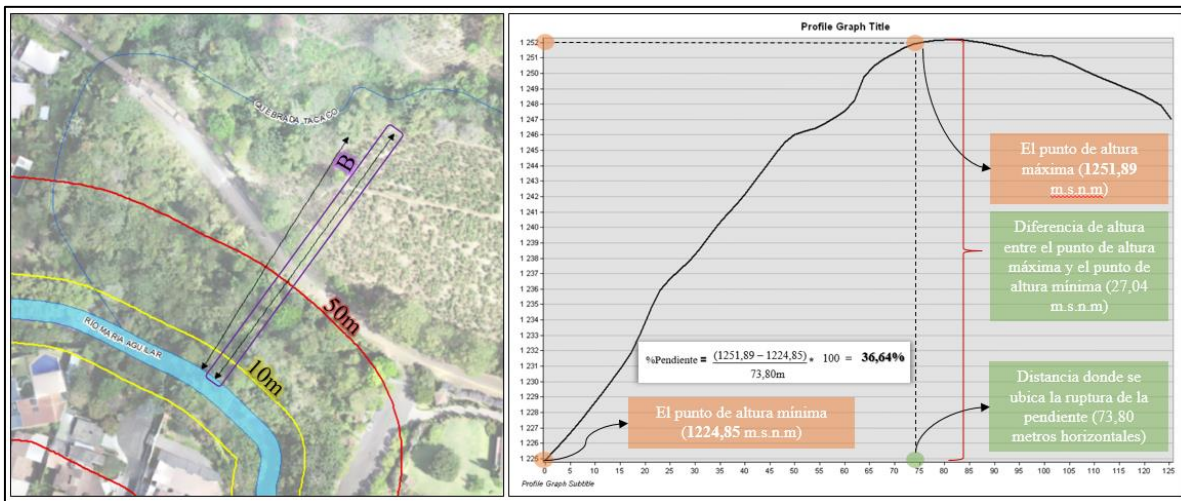 QUEBRADA TACACO
B
50m
10m
RIO MARIA AGUILAR
Profile Graph Title
1 252
1 251
1 250
1 249
1 248
1 247
1 246
1 245
1 244
1 243
1 242
1 241
1 240
1 239
1 238
1 237
1 236
1 235
1 234
1 233
1 232
1 231
1 230
1 229
1 228
1 227
1 226
1 225
0 5 10 15 20 25 30 35 40 45 50 55 60 65 70 75 80 85 90 95 100 105 110 115 120 125
El punto de altura
máxima (1251,89
m.s.n.m)
Diferencia de altura
entre el punto de altura
máxima y el punto de
altura mínima (27,04
m.s.n.m)
%Pendiente = (1251,89 – 1224,85) * 100 = 36,64%
73,80m
El punto de altura mínima
(1224,85 m.s.n.m)
Distancia donde se
ubica la ruptura de la
pendiente (73,80
metros horizontales)
Profile Graph Subtitle